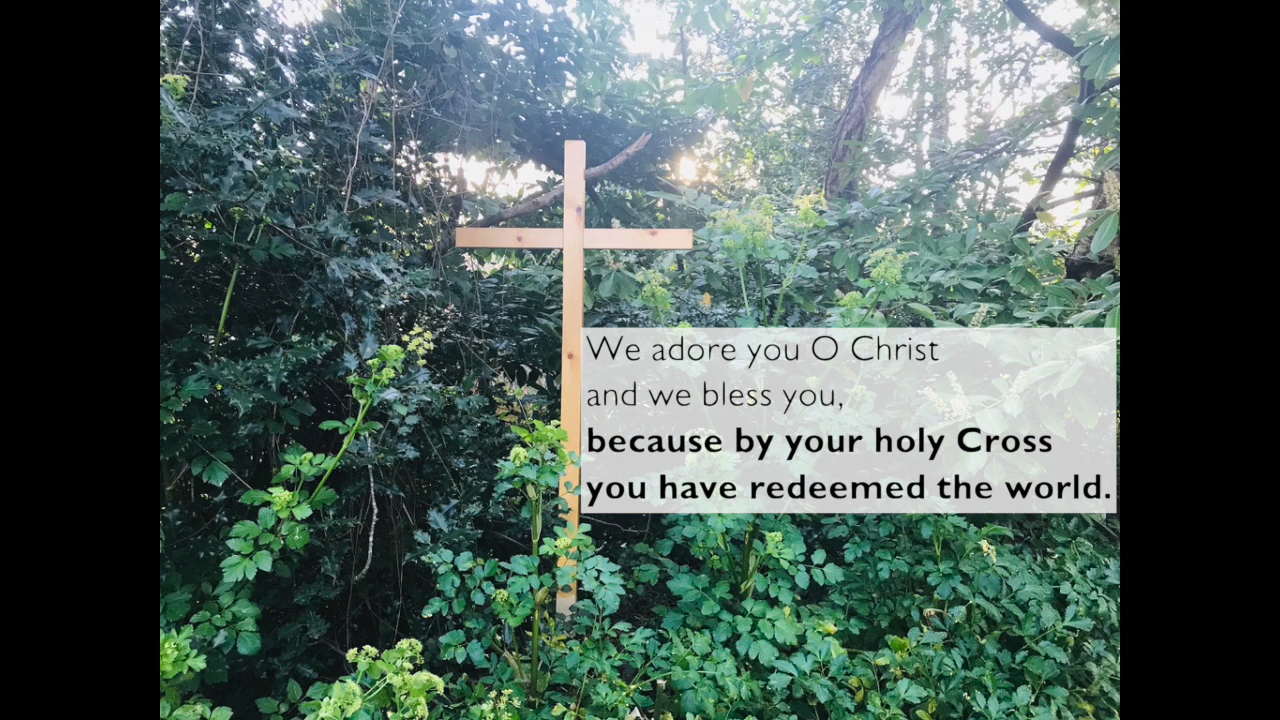 We adore you O Christ
and we bless you,
because by your holy Cross
you have redeemed the world.